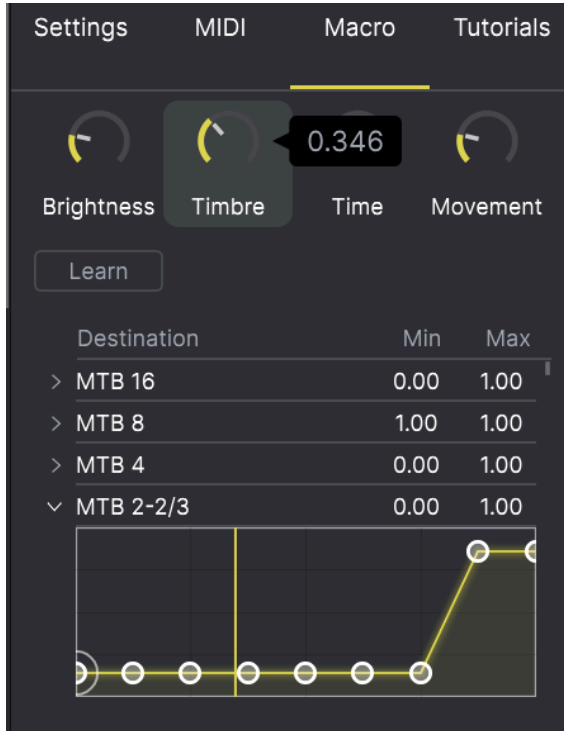 Settings MIDI Macro Tutorials
0.346
Brightness Timbre Time Movement
Learn
Destination Min Max
MTB 16 0.00 1.00
MTB 8 1.00 1.00
MTB 4 0.00 1.00
MTB 2-2/3 0.00 1.00